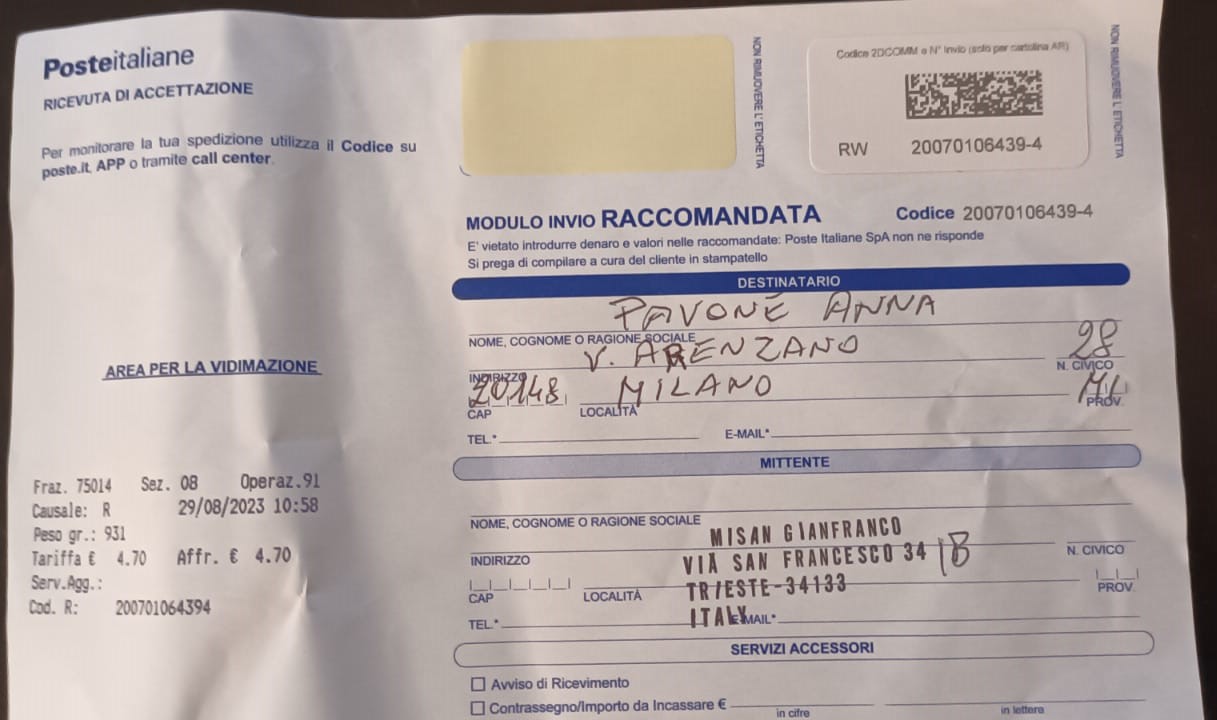 Posteitaliane
RICEVUTA DI ACCETTAZIONE
Per monitorare la tua spedizione utilizza il Codice su
poste.it, APP o tramite call center.
AREA PER LA VIDIMAZIONE
Fraz. 75014 Sez. 08 Operaz.91
Causale: R 29/08/2023 10:58
Peso gr.: 931
Tariffa € 4.70 Affr. € 4.70
Serv.Agg.:
Cod. R: 200701064394
NON RIMUOVERE L'ETICHETTA
Codice 2DCOMM e N° Invio (solo per cartolina AR)
RW 20070106439-4
NON RIMUOVERE L'ETICHETTA
MODULO INVIO RACCOMANDATA Codice 20070106439-4
E' vietato introdurre denaro e valori nelle raccomandate: Poste Italiane SpA non ne risponde
Si prega di compilare a cura del cliente in stampatello
DESTINATARIO
PAVONE ANNA
NOME, COGNOME O RAGIONE SOCIALE
V. ARENZANO 28
INDIRIZZO N. CIVICO
20148 MILANO MI
CAP LOCALITÀ PROV.
TEL.* E-MAIL*
MITTENTE
NOME, COGNOME O RAGIONE SOCIALE
MISAN GIANFRANCO
INDIRIZZO N. CIVICO
VIA SAN FRANCESCO 34 1B
TRIESTE-34133
CAP LOCALITÀ PROV.
ITALY
TEL.* E-MAIL*
SERVIZI ACCESSORI
Avviso di Ricevimento
Contrassegno/Importo da Incassare €
in cifre in lettere